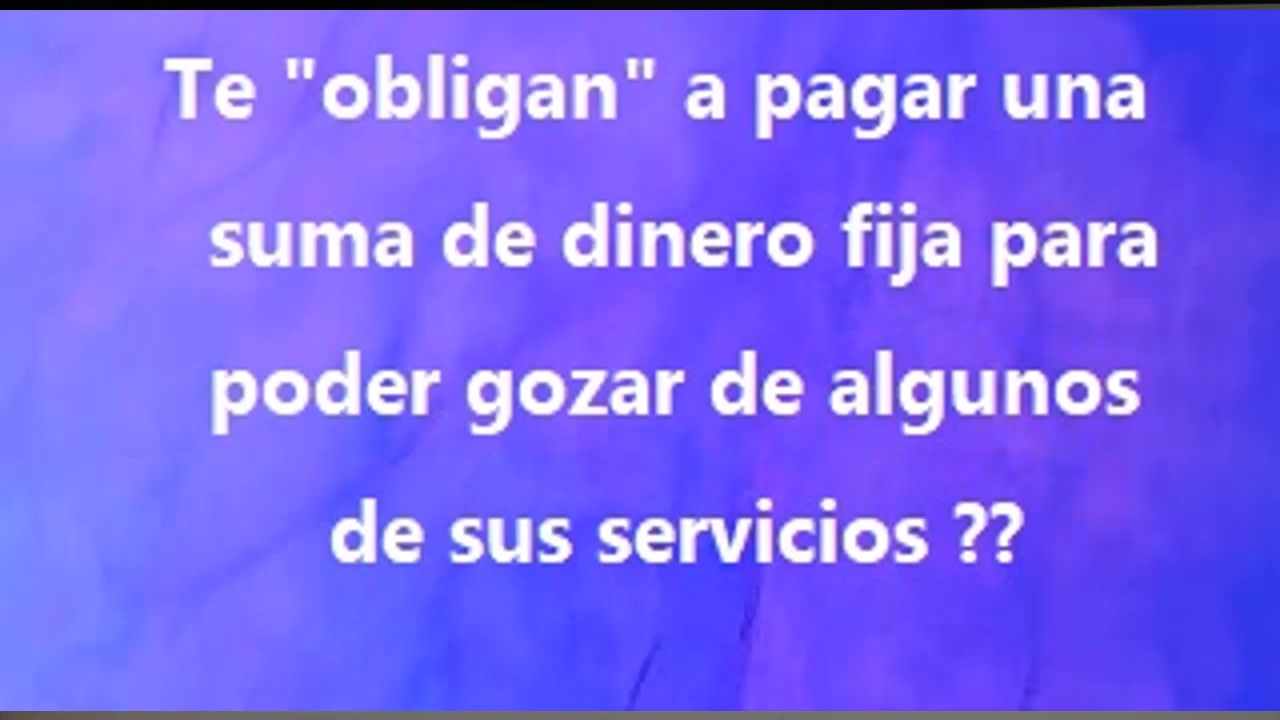 Te "obligan" a pagar una
suma de dinero fija para
poder gozar de algunos
de sus servicios ??